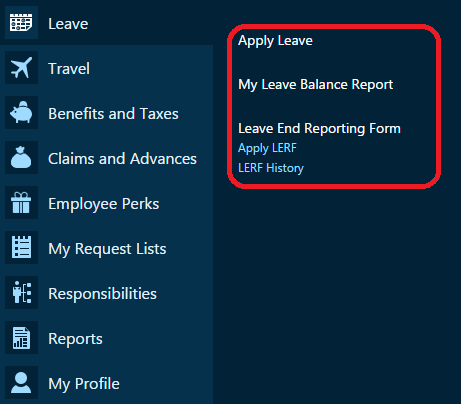 Leave
Travel
Benefits and Taxes
Claims and Advances
Employee Perks
My Request Lists
Responsibilities
Reports
My Profile
Apply Leave
My Leave Balance Report
Leave End Reporting Form
Apply LERF
LERF History